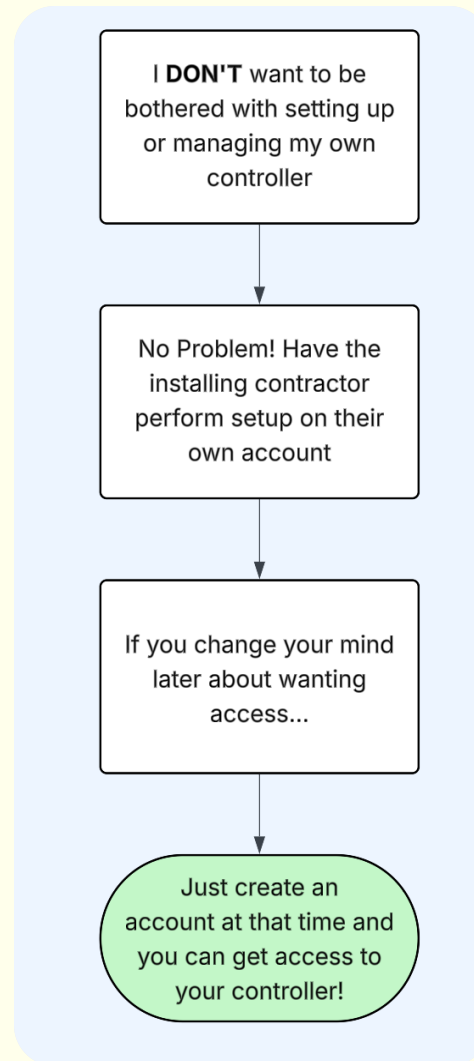 I DON'T want to be
bothered with setting up
or managing my own
controller
No Problem! Have the
installing contractor
perform setup on their
own account
If you change your mind
later about wanting
access...
Just create an
account at that time and
you can get access to
your controller!